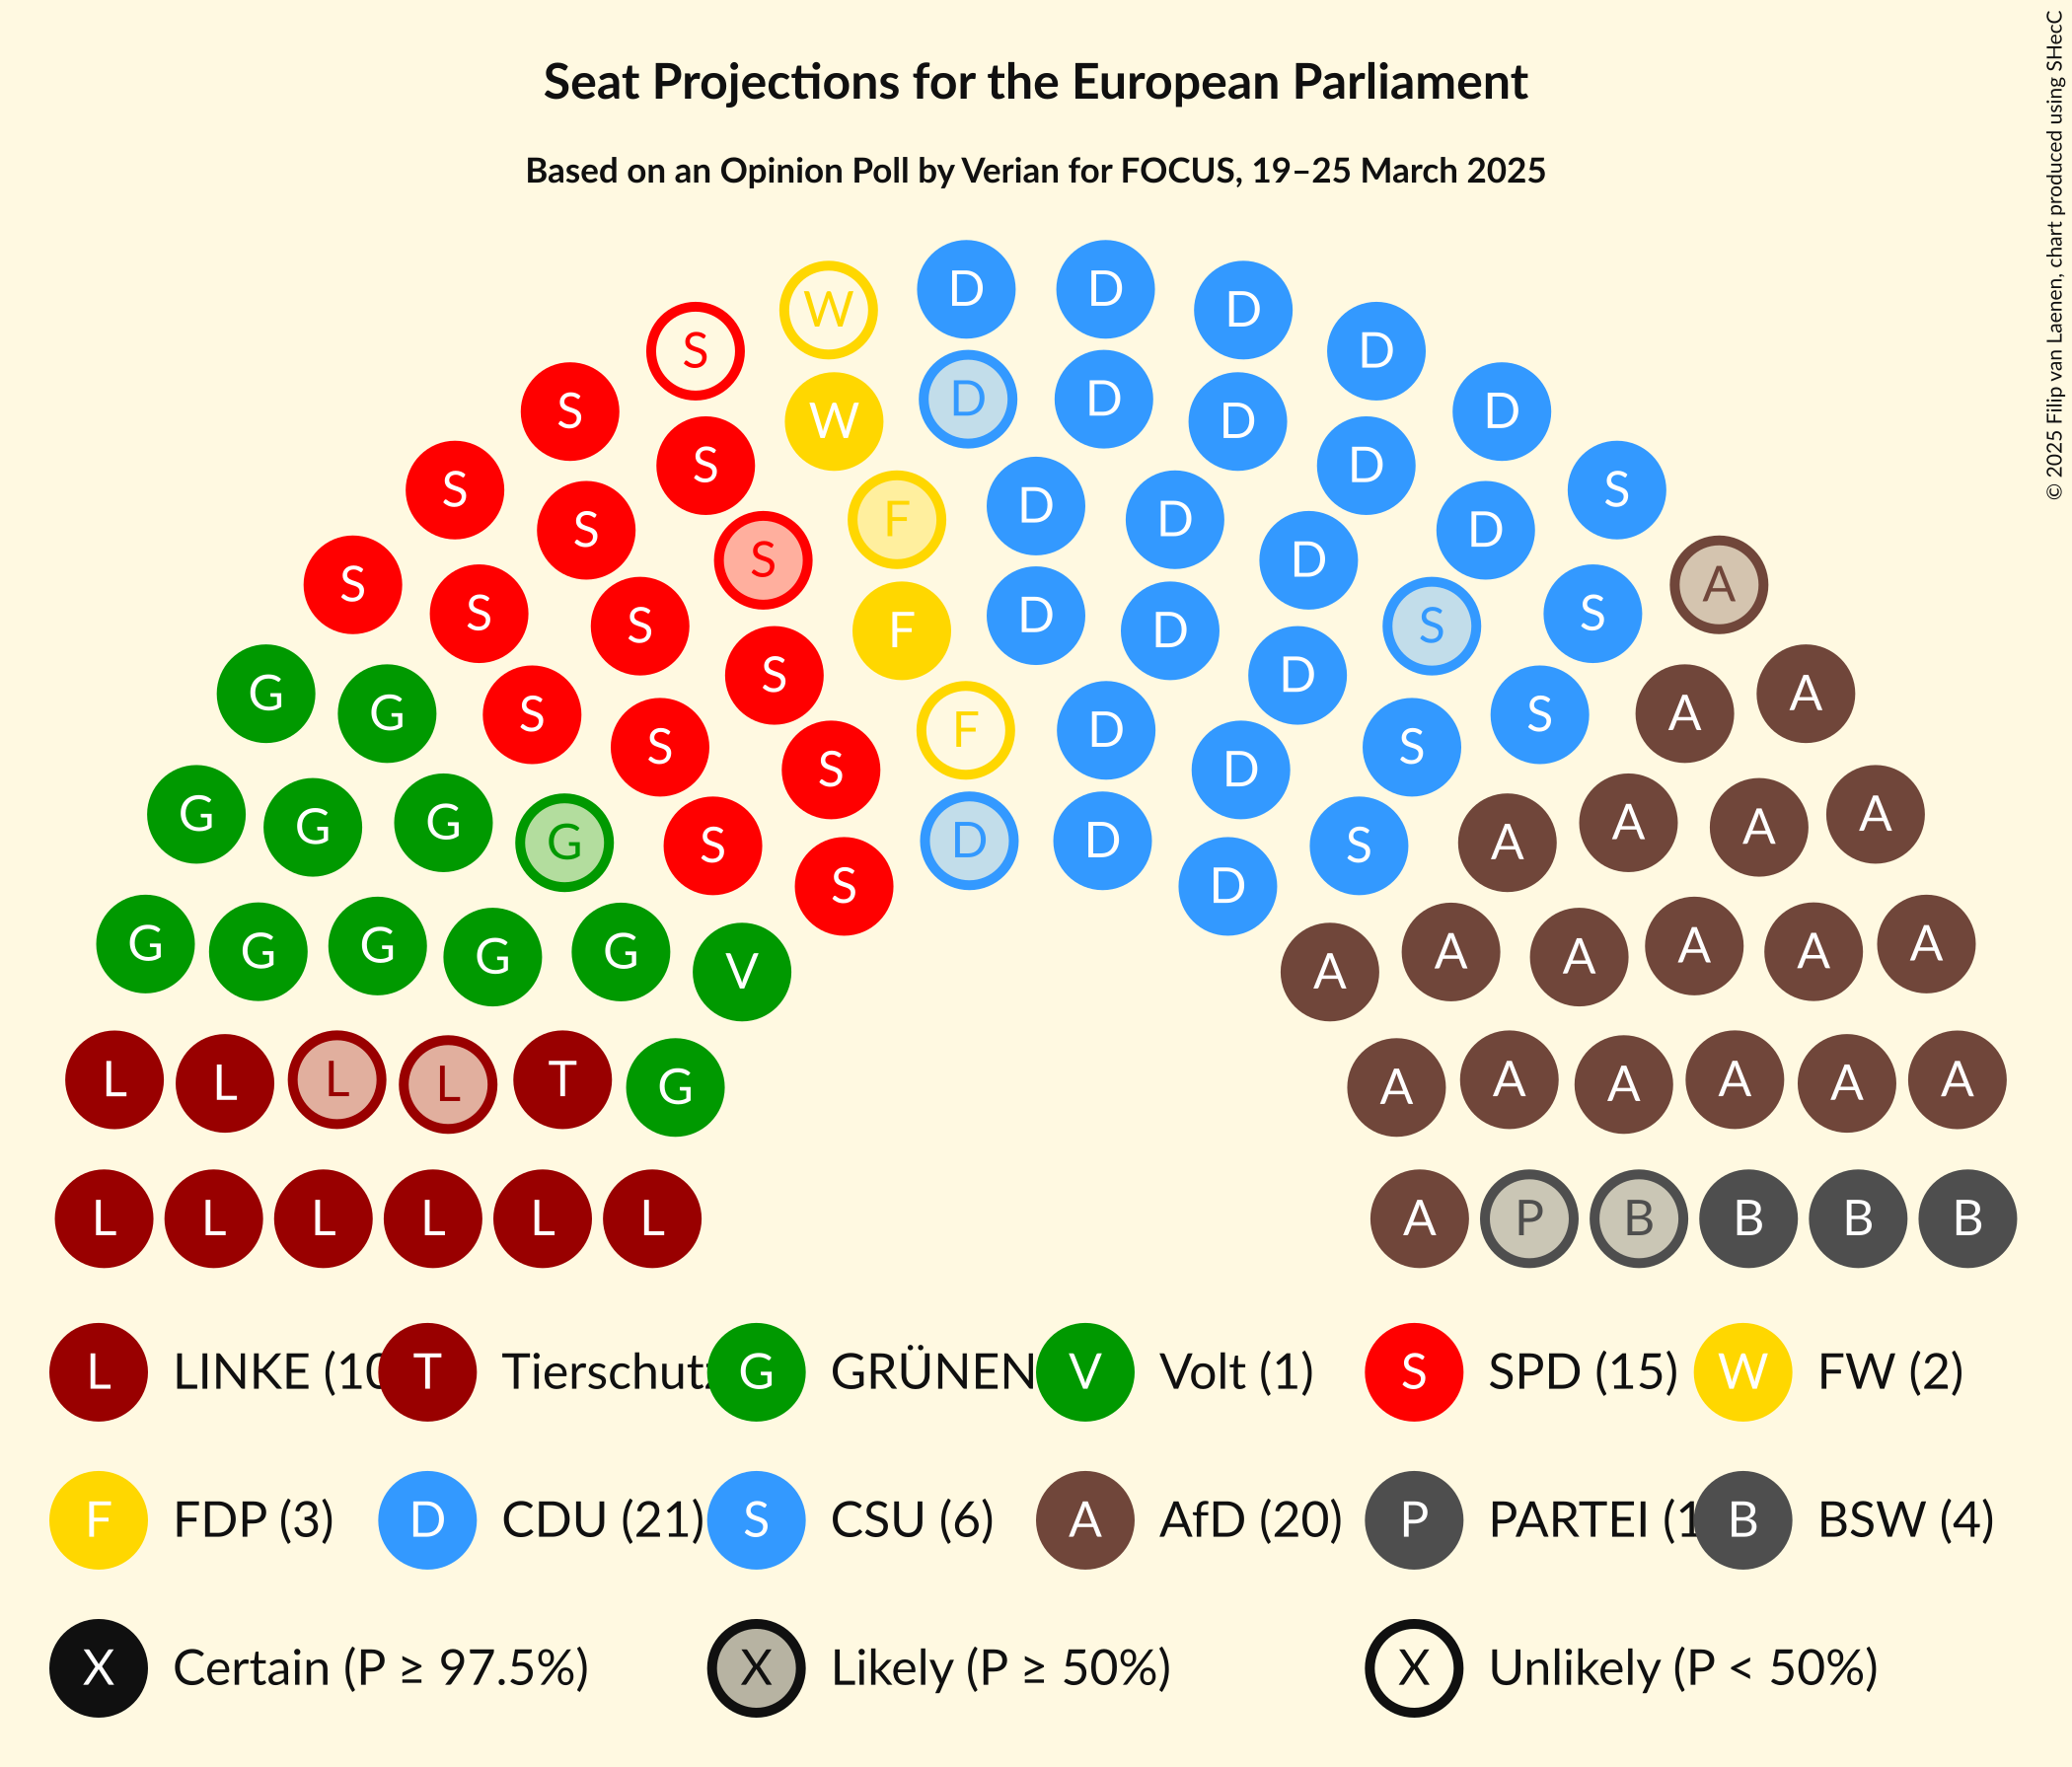 Seat Projections for the European Parliament
Based on an Opinion Poll by Verian for FOCUS, 19–25 March 2025
© 2025 Filip van Laenen, chart produced using SHecC
D D
W D
S D
D D
W D
S D
S D
S D
F D
D
S D
F S
S D
S D
S A
S S
S S
F D
S D
S D
G A
G A
S S
S S
S D
G A
G A
G A
G G A
S S
D D
A A
S D
G A
G A
G A
G A
G A
V A
L L L L T G A A A A A A
L L L L L L A P B B B B
L LINKE (10 T Tierschutz G GRÜNEN V Volt (1) S SPD (15) W FW (2)
F FDP (3) D CDU (21) S CSU (6) A AfD (20) P PARTEI (1 B BSW (4)
X Certain (P ≥ 97.5%) X Likely (P ≥ 50%) X Unlikely (P < 50%)